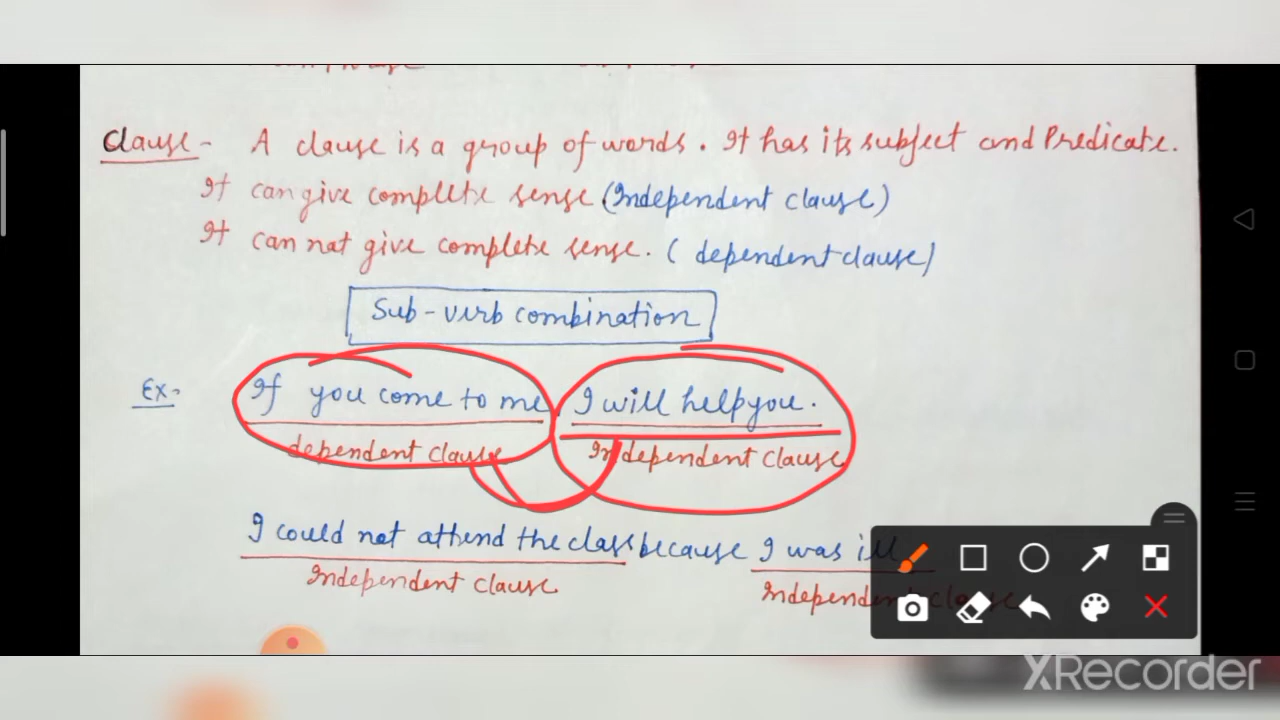 Clause - A clause is a group of words. It has its subject and Predicate.
It can give complete sense (Independent clause)
It can not give complete sense. (dependent clause)
Sub-verb combination
Ex- If you come to me, I will help you.
dependent clause Independent clause
I could not attend the class because I was ill.
Independent clause Independent clause
XRecorder